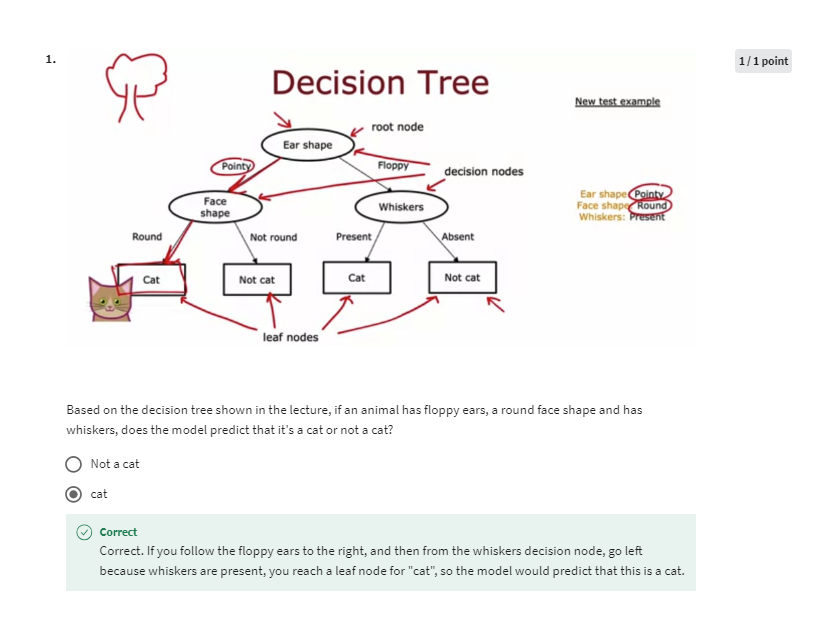 1.
1 / 1 point
Decision Tree
New test example
root node
Ear shape
Pointy
Floppy
decision nodes
Face
shape
Whiskers
Ear shape: Pointy
Face shape: Round
Whiskers: Present
Round
Not round
Present
Absent
Cat
Not cat
Cat
Not cat
leaf nodes
Based on the decision tree shown in the lecture, if an animal has floppy ears, a round face shape and has
whiskers, does the model predict that it's a cat or not a cat?
Not a cat
cat
Correct
Correct. If you follow the floppy ears to the right, and then from the whiskers decision node, go left
because whiskers are present, you reach a leaf node for "cat", so the model would predict that this is a cat.